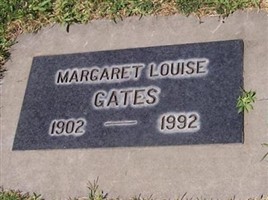 MARGARET LOUISE
GATES
1902 — 1992